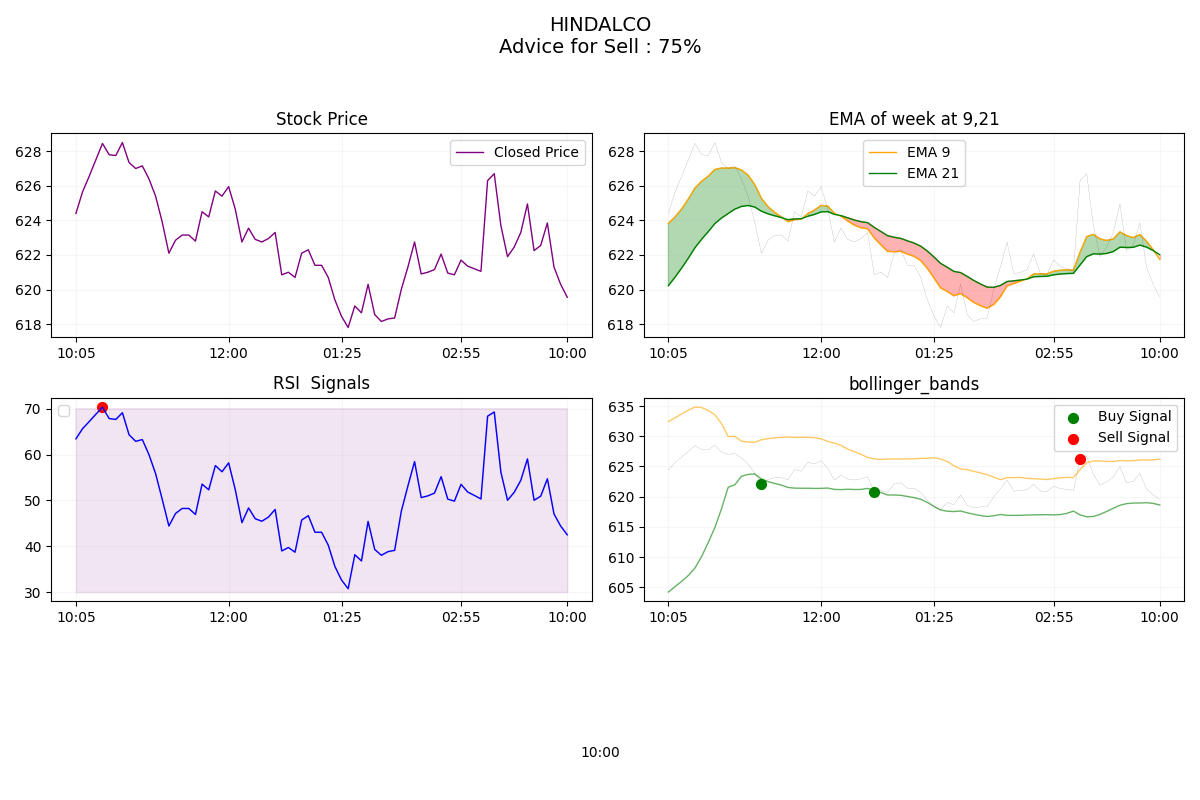 HINDALCO
Advice for Sell : 75%
Stock Price
628
626
624
622
620
618
Closed Price
10:05 12:00 01:25 02:55 10:00
EMA of week at 9,21
628
626
624
622
620
618
EMA 9
EMA 21
10:05 12:00 01:25 02:55 10:00
RSI  Signals
70
60
50
40
30
10:05 12:00 01:25 02:55 10:00
bollinger_bands
635
630
625
620
615
610
605
Buy Signal
Sell Signal
10:05 12:00 01:25 02:55 10:00
10:00